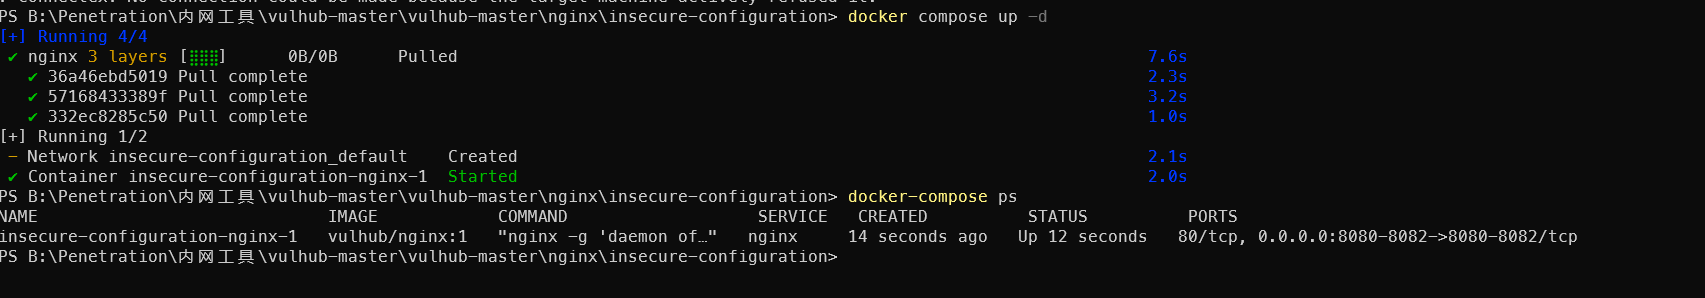 PS B:\Penetration\内网工具\vulhub-master\vulhub-master\nginx\insecure-configuration> docker compose up -d
[+] Running 4/4
✔ nginx 3 layers [⣿⣿⣿] 0B/0B Pulled 7.6s
✔ 36a46ebd5019 Pull complete 2.3s
✔ 57168433389f Pull complete 3.2s
✔ 332ec8285c50 Pull complete 1.0s
[+] Running 1/2
- Network insecure-configuration_default Created 2.1s
✔ Container insecure-configuration-nginx-1 Started 2.0s
PS B:\Penetration\内网工具\vulhub-master\vulhub-master\nginx\insecure-configuration> docker-compose ps
NAME IMAGE COMMAND SERVICE CREATED STATUS PORTS
insecure-configuration-nginx-1 vulhub/nginx:1 "nginx -g 'daemon of…" nginx 14 seconds ago Up 12 seconds 80/tcp, 0.0.0.0:8080-8082->8080-8082/tcp
PS B:\Penetration\内网工具\vulhub-master\vulhub-master\nginx\insecure-configuration>